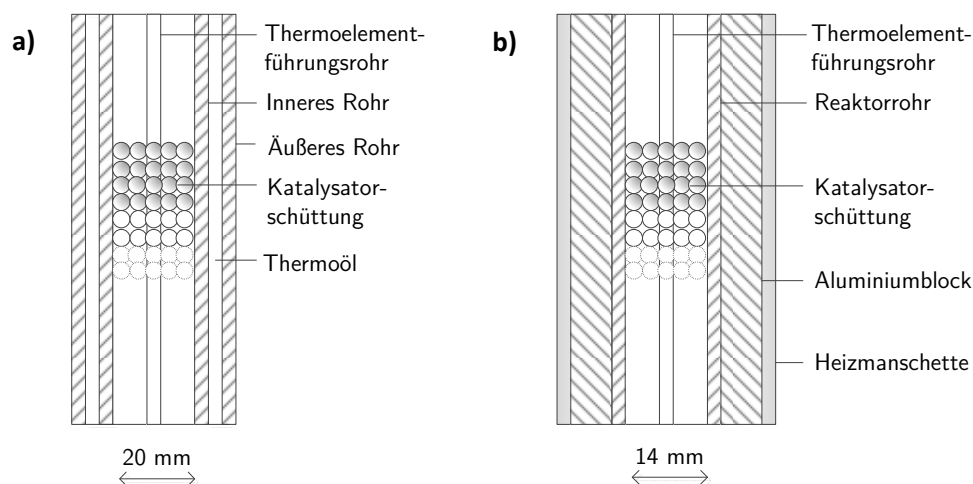 a)
Thermoelement-
führungsrohr
Inneres Rohr
Äußeres Rohr
Katalysator-
schüttung
Thermoöl
20 mm
b)
Thermoelement-
führungsrohr
Reaktorrohr
Katalysator-
schüttung
Aluminiumblock
Heizmanschette
14 mm